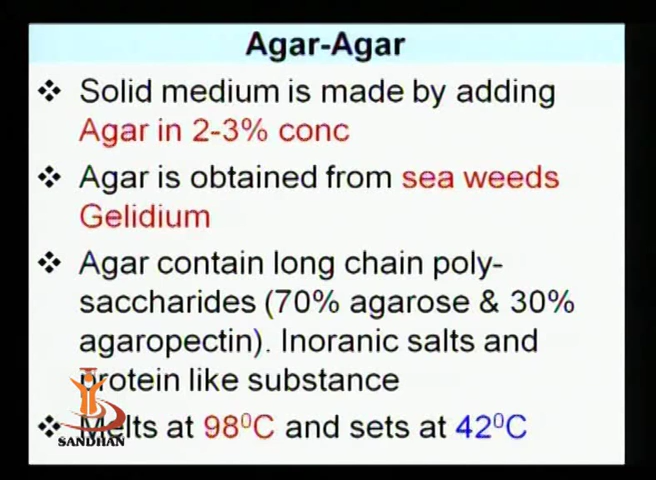 Agar-Agar
❖ Solid medium is made by adding
Agar in 2-3% conc
❖ Agar is obtained from sea weeds
Gelidium
❖ Agar contain long chain poly-
saccharides (70% agarose & 30%
agaropectin). Inoranic salts and
protein like substance
❖ Melts at 98⁰C and sets at 42⁰C
SANDHAN